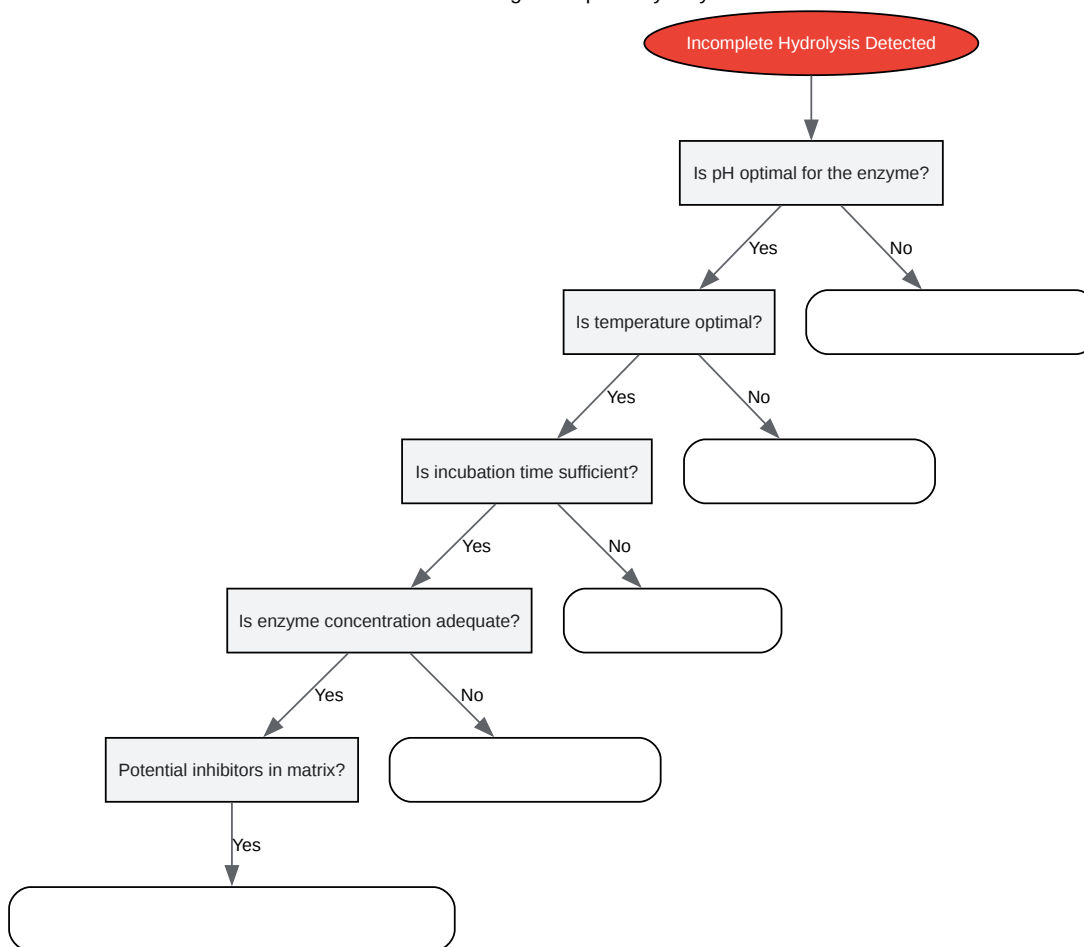 Incomplete Hydrolysis Detected
Is pH optimal for the enzyme?
Yes
No
Is temperature optimal?
Yes
No
Is incubation time sufficient?
Yes
No
Is enzyme concentration adequate?
Yes
No
Potential inhibitors in matrix?
Yes